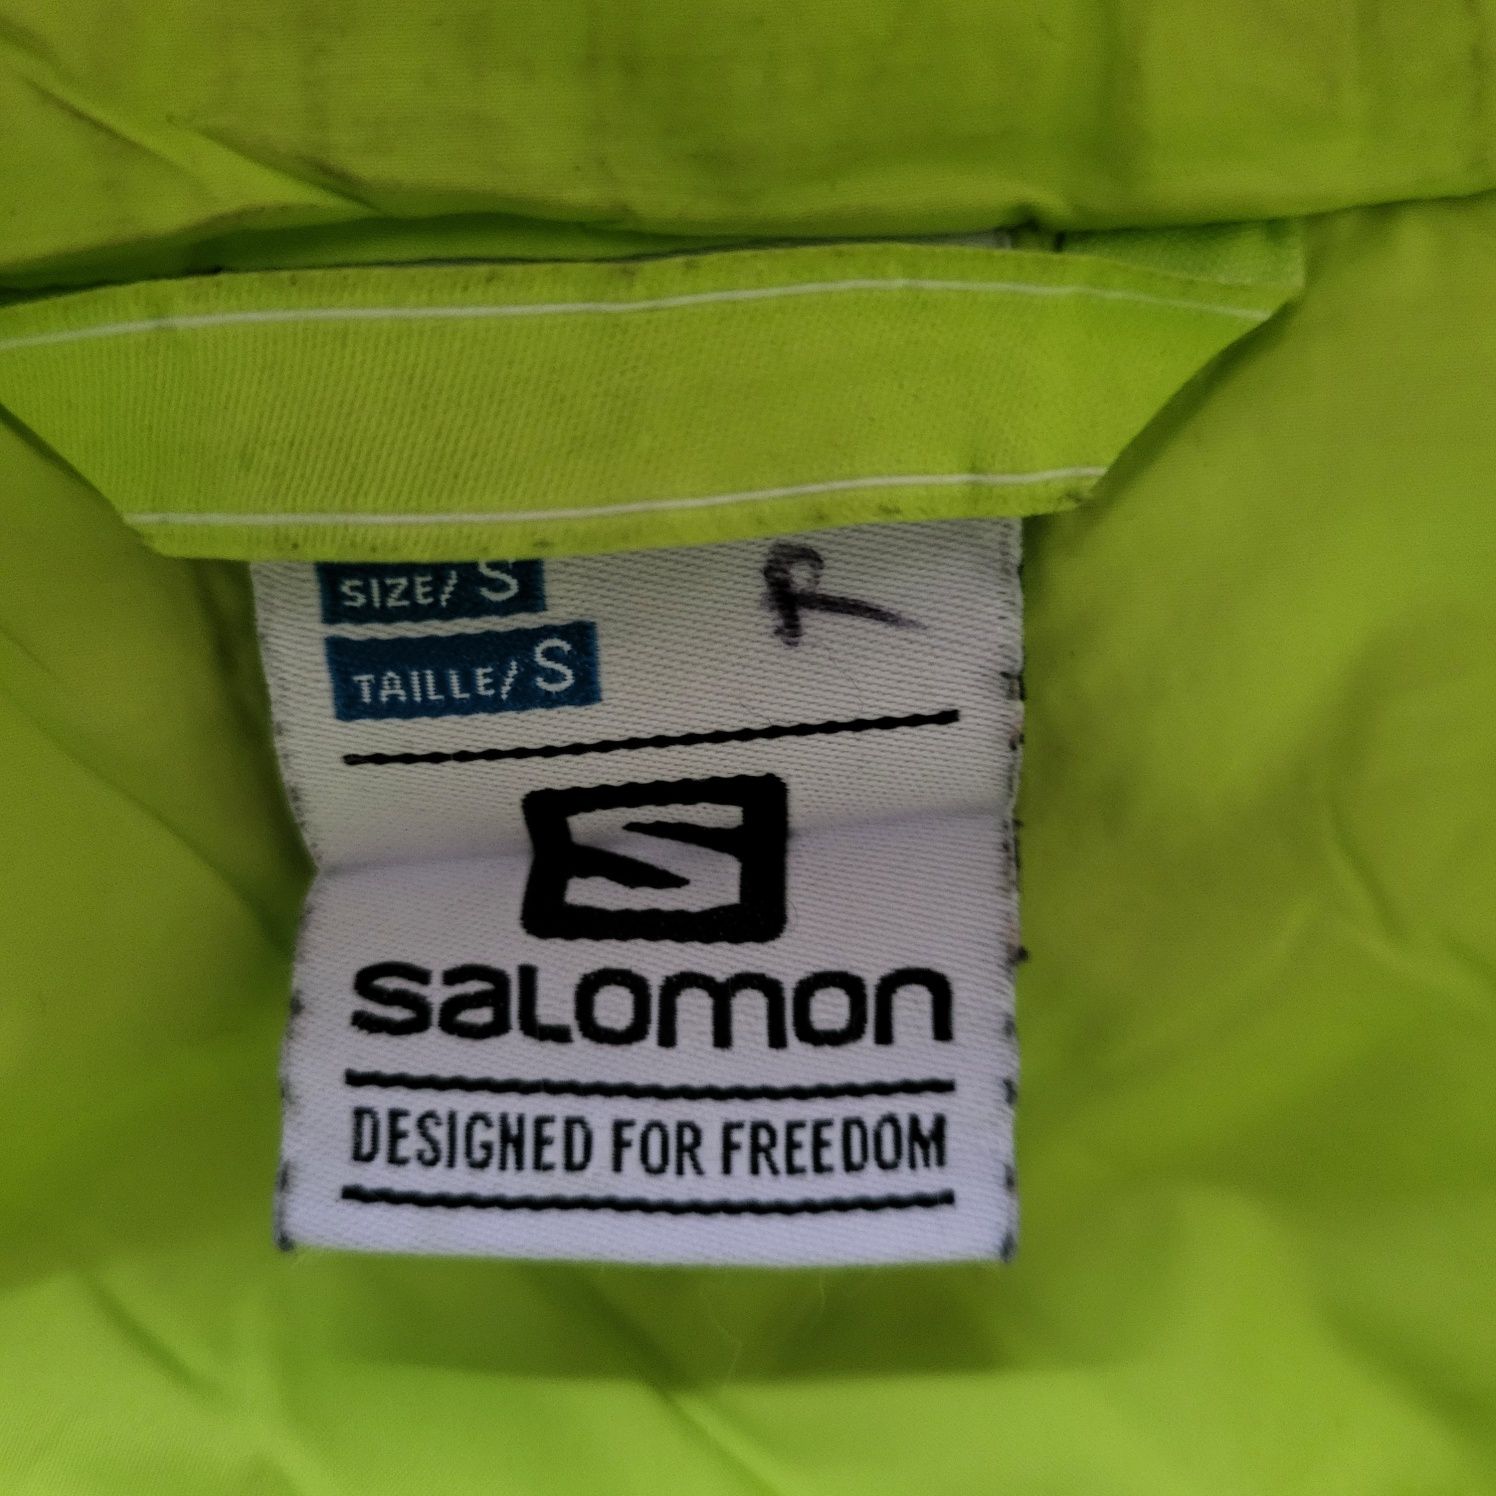 SIZE/ S R
TAILLE/ S
S
SALOMON
DESIGNED FOR FREEDOM